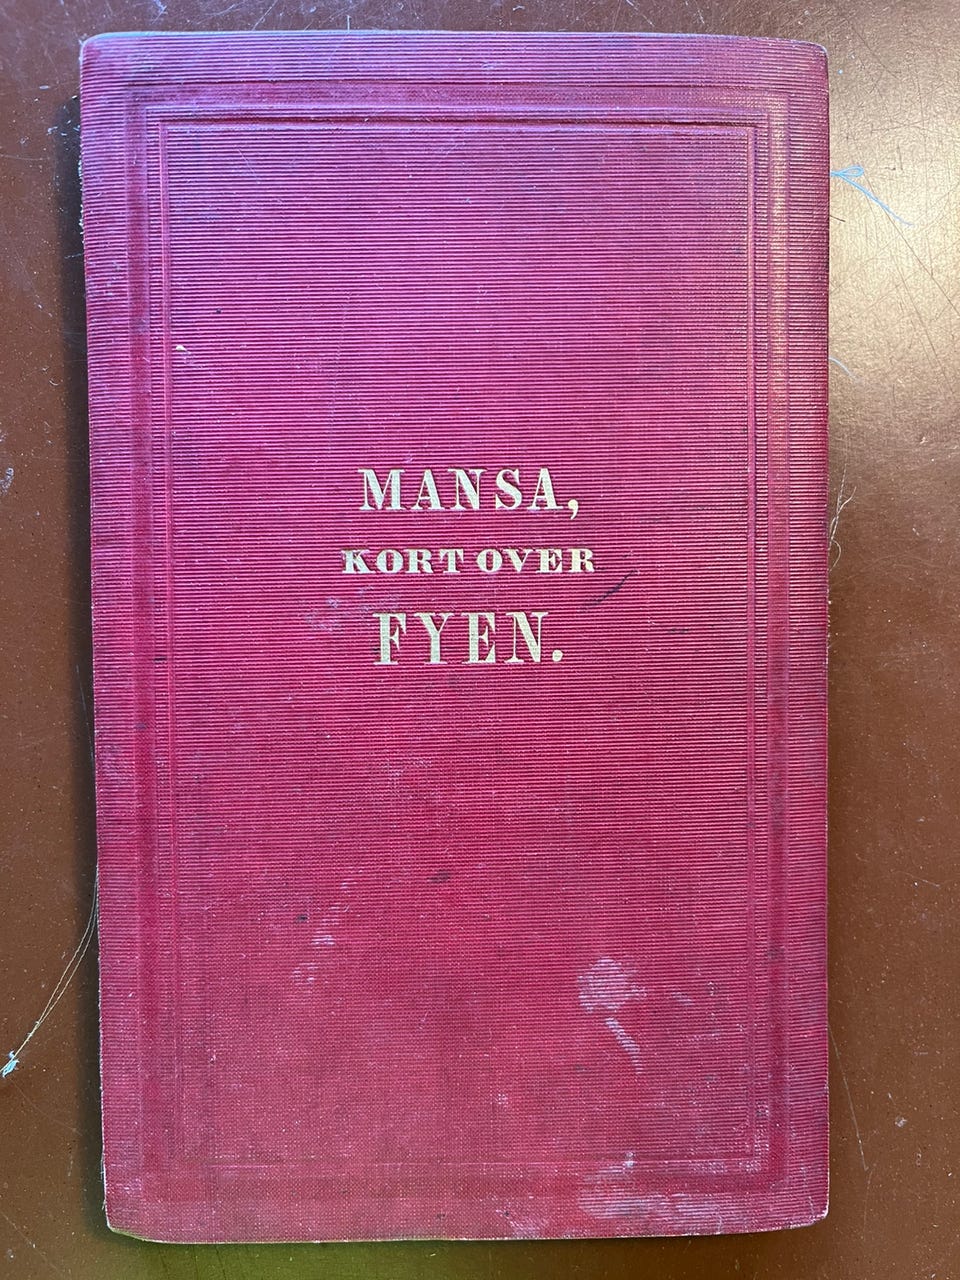 MANSA,
KORT OVER
FYEN.